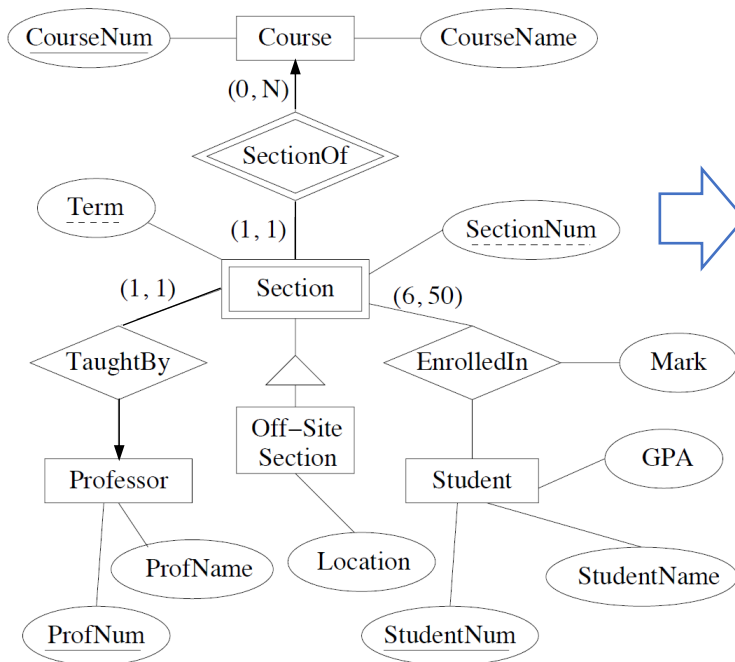 CourseNum
Course
CourseName
(0, N)
SectionOf
Term
(1, 1)
SectionNum
Section
(1, 1)
(6, 50)
TaughtBy
EnrolledIn
Mark
Off-Site
Section
Professor
Student
GPA
ProfName
Location
StudentName
ProfNum
StudentNum